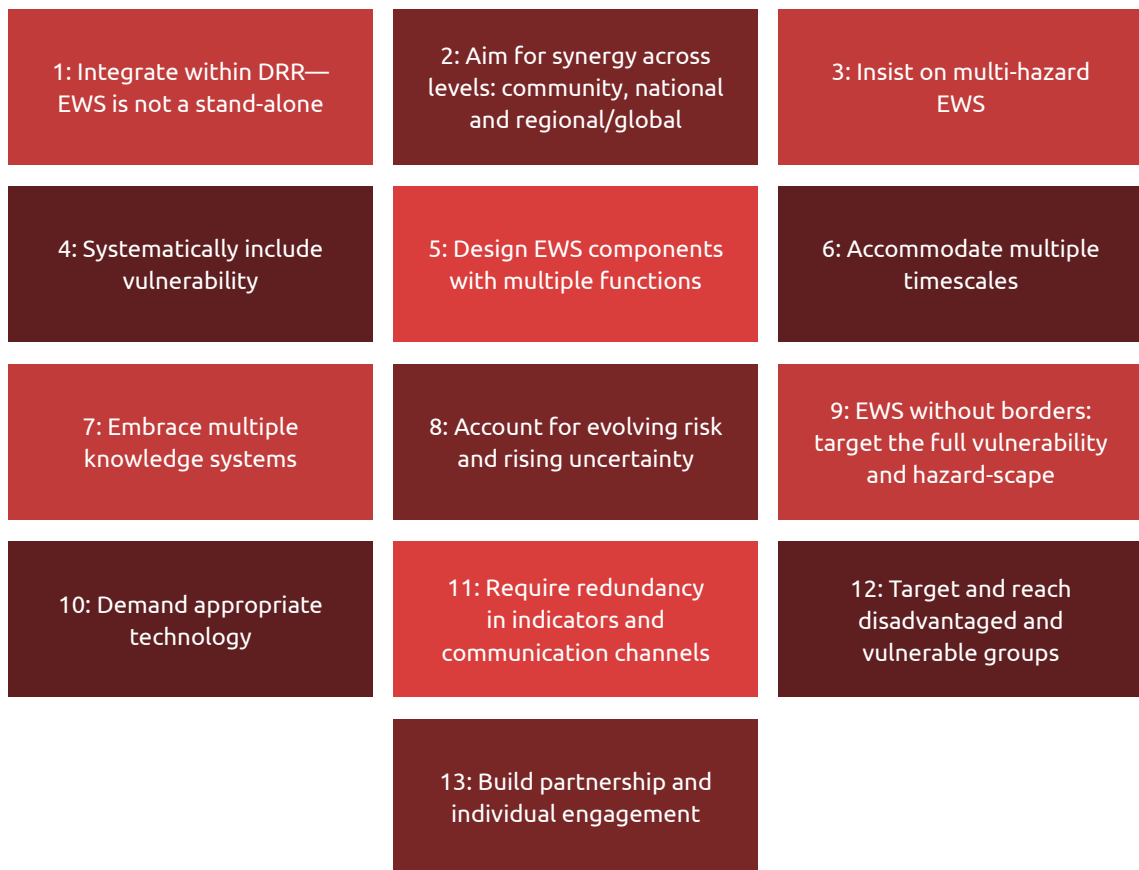 1: Integrate within DRR—
EWS is not a stand-alone
2: Aim for synergy across
levels: community, national
and regional/global
3: Insist on multi-hazard
EWS
4: Systematically include
vulnerability
5: Design EWS components
with multiple functions
6: Accommodate multiple
timescales
7: Embrace multiple
knowledge systems
8: Account for evolving risk
and rising uncertainty
9: EWS without borders:
target the full vulnerability
and hazard-scape
10: Demand appropriate
technology
11: Require redundancy
in indicators and
communication channels
12: Target and reach
disadvantaged and
vulnerable groups
13: Build partnership and
individual engagement